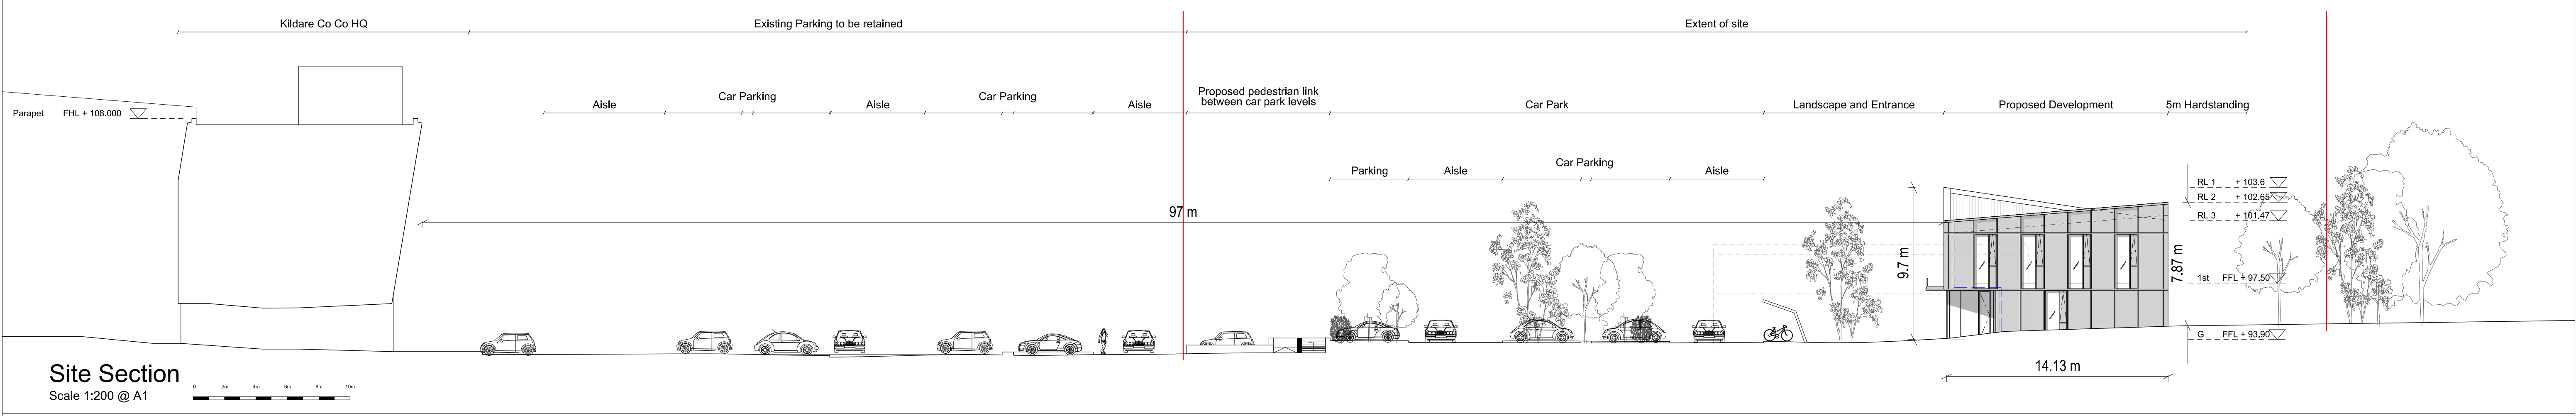 Kildare Co Co HQ
Existing Parking to be retained
Extent of site
Aisle
Car Parking
Aisle
Car Parking
Aisle
Proposed pedestrian link
between car park levels
Car Park
Landscape and Entrance
Proposed Development
5m Hardstanding
Parapet FHL + 108.000
Parking
Aisle
Car Parking
Aisle
97 m
RL 1 + 103.6
RL 2 + 102.65
RL 3 + 101.47
9.7 m
7.87 m
1st FFL + 97.50
G FFL + 93.90
14.13 m
Site Section
Scale 1:200 @ A1
0 2m 4m 6m 8m 10m